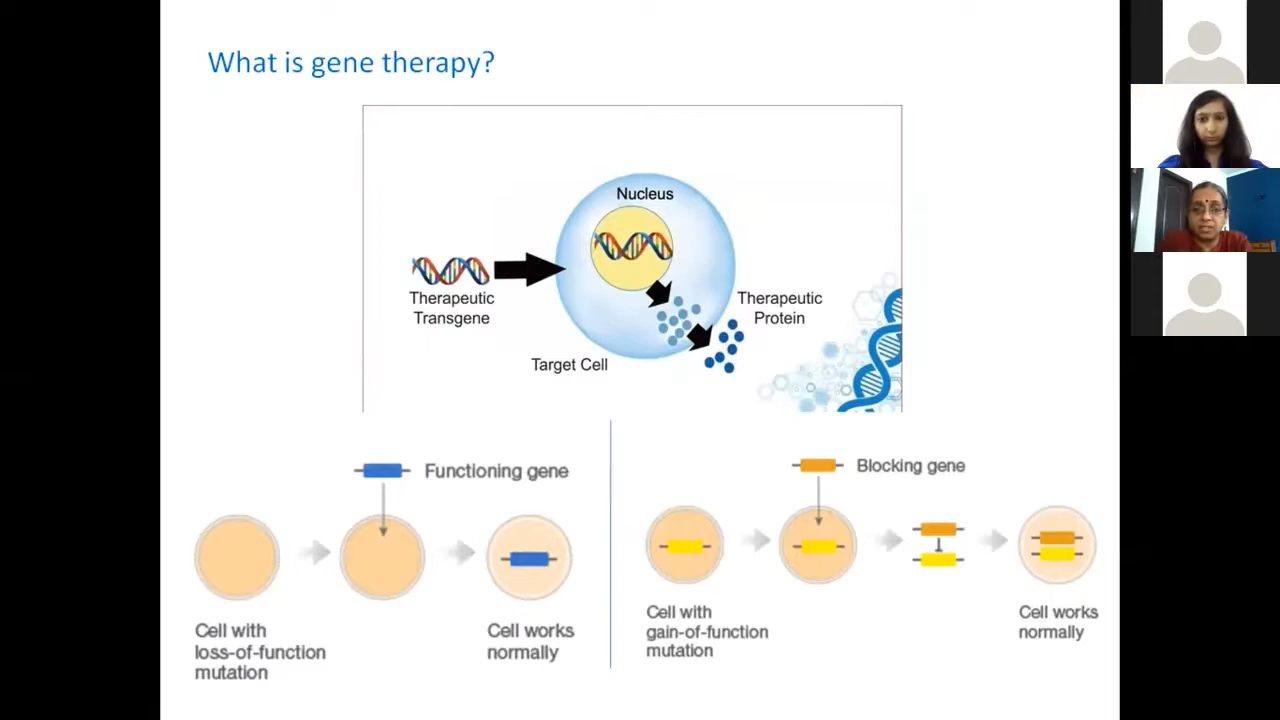 What is gene therapy?
Nucleus
Therapeutic
Transgene
Therapeutic
Protein
Target Cell
Functioning gene
Cell with
loss-of-function
mutation
Cell works
normally
Blocking gene
Cell with
gain-of-function
mutation
Cell works
normally